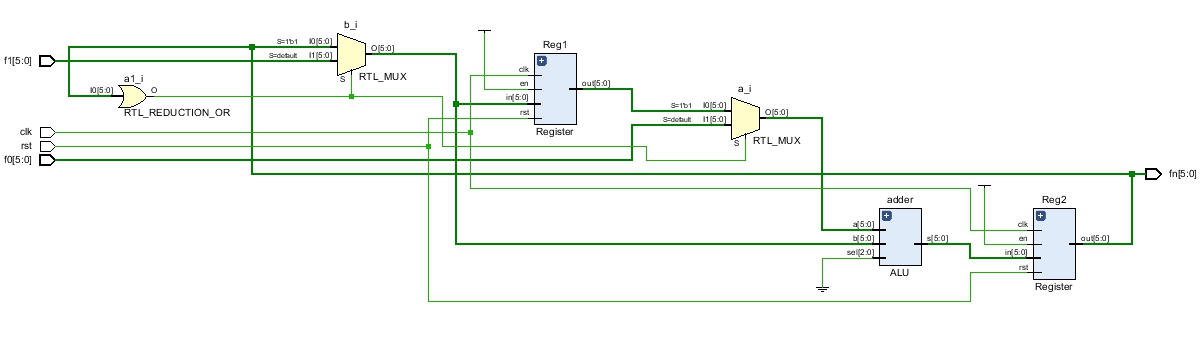 b_i
S=1'b1 I0[5:0]
O[5:0]
S=default I1[5:0]
S
RTL_MUX
f1[5:0]
a1_i
I0[5:0]
O
RTL_REDUCTION_OR
clk
rst
f0[5:0]
Reg1
clk
en
in[5:0]
rst
out[5:0]
Register
a_i
S=1'b1 I0[5:0]
O[5:0]
S=default I1[5:0]
S
RTL_MUX
fn[5:0]
adder
a[5:0]
b[5:0]
sel[2:0]
s[5:0]
ALU
Reg2
clk
en
in[5:0]
rst
out[5:0]
Register